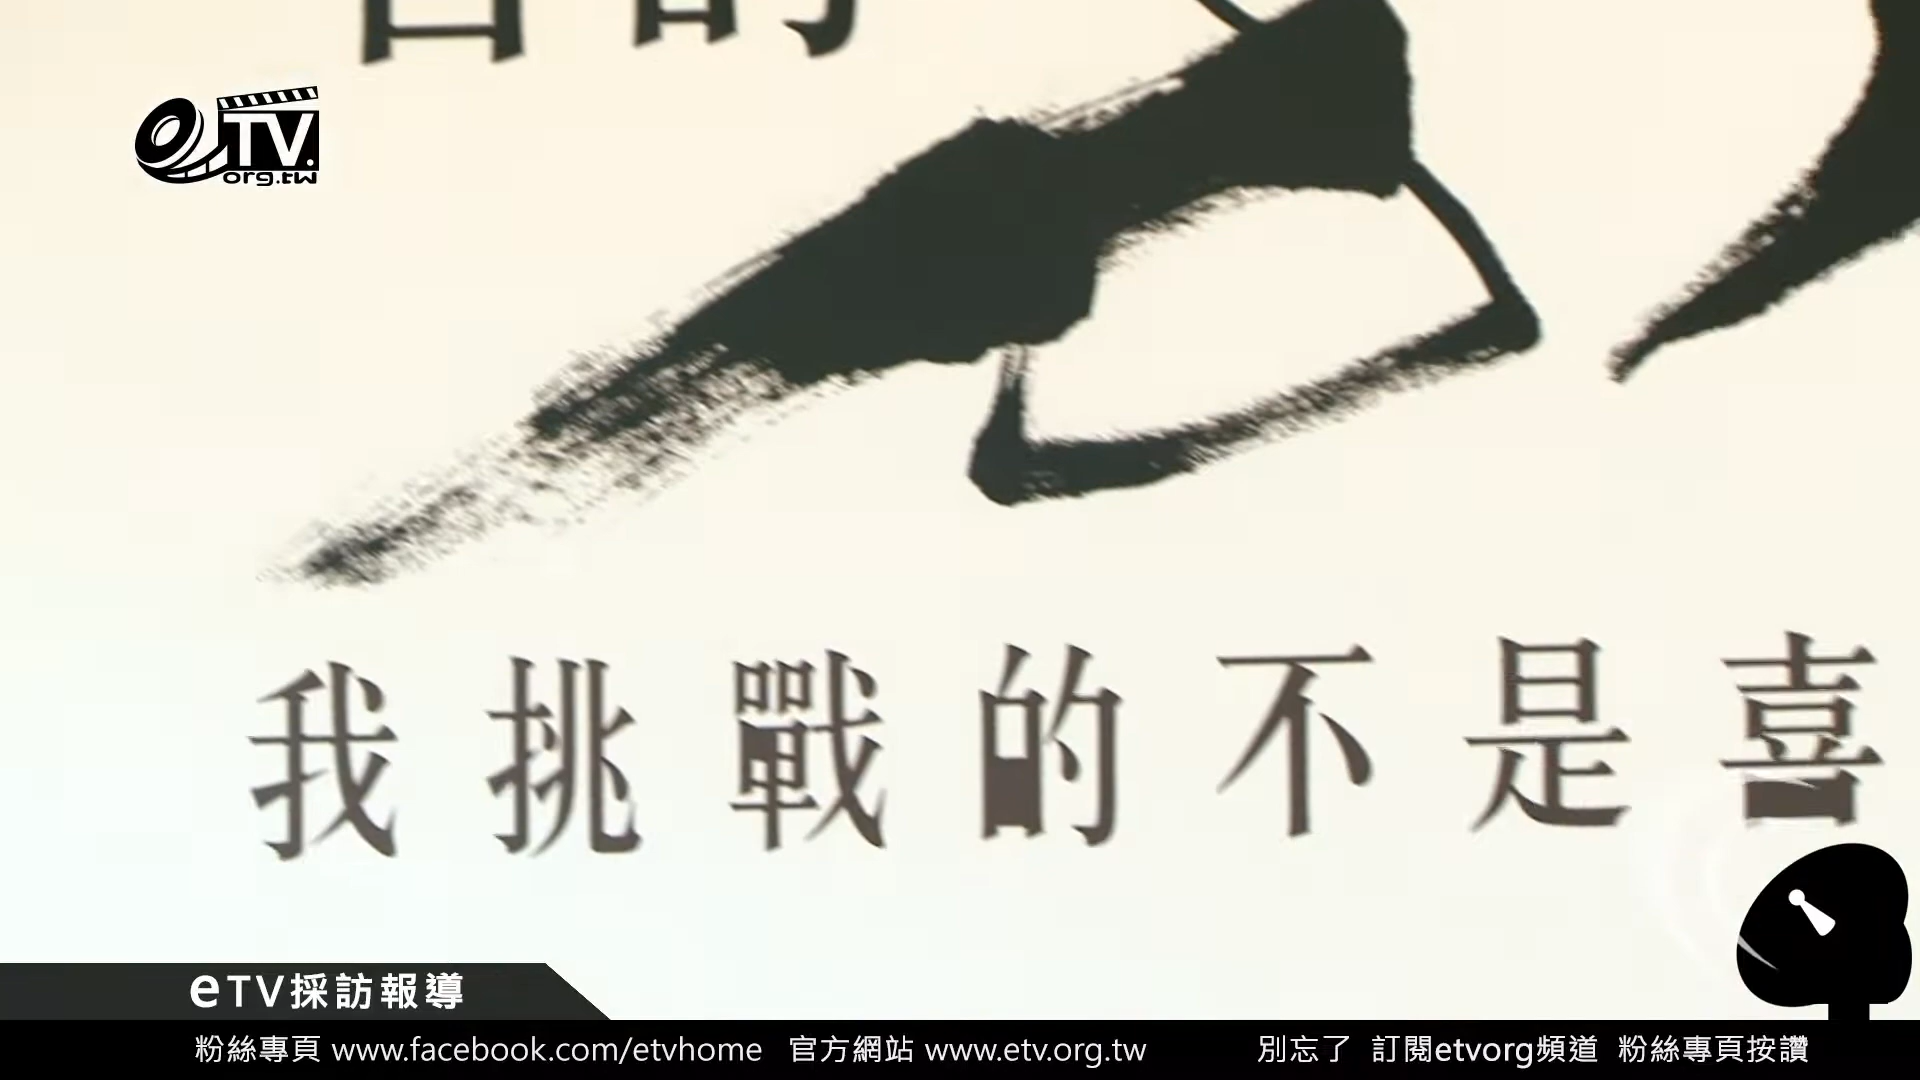 eTV.
org.tw
我挑戰的不是喜
eTV採訪報導
粉絲專頁 www.facebook.com/etvhome 官方網站 www.etv.org.tw 別忘了 訂閱etvorg頻道 粉絲專頁按讚